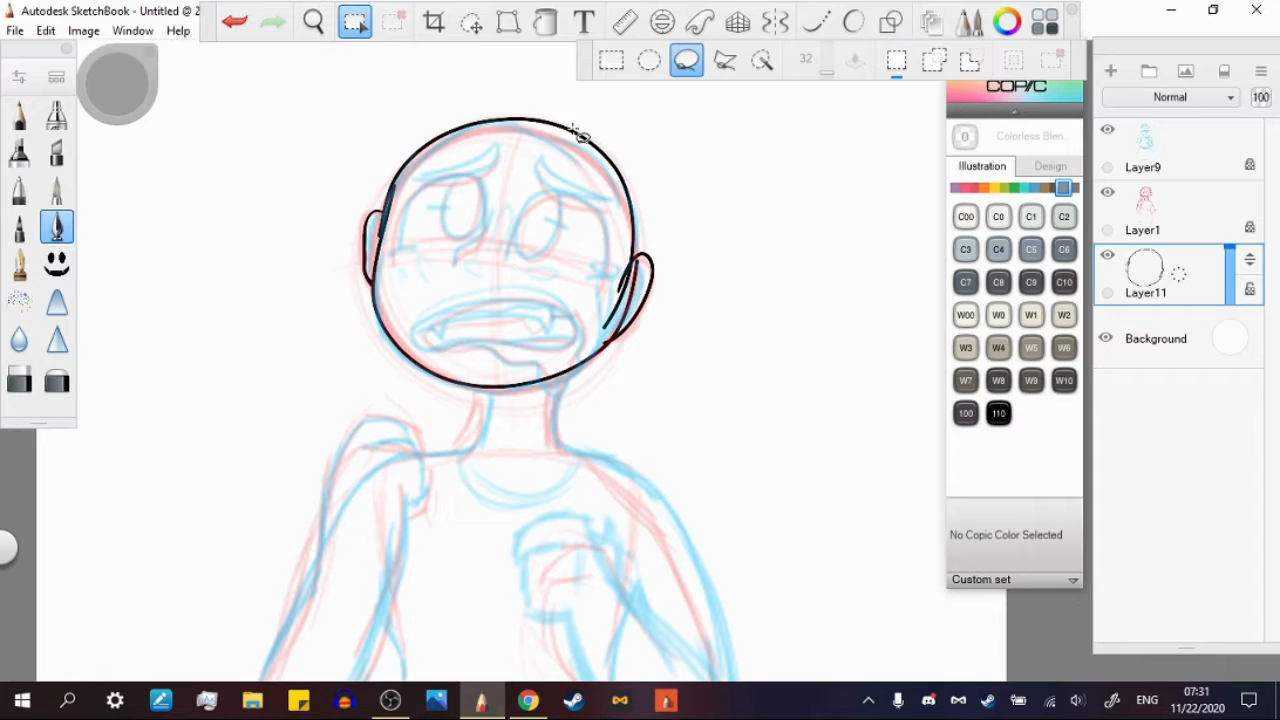 Autodesk SketchBook - Untitled @ 2
File Edit Image Window Help
32
COPIC
0 Colorless Blen..
Illustration Design
C00 C0 C1 C2
C3 C4 C5 C6
C7 C8 C9 C10
W00 W0 W1 W2
W3 W4 W5 W6
W7 W8 W9 W10
100 110
No Copic Color Selected
Custom set
Normal 100
Layer9
Layer1
Layer11
Background
ENG
07:31
11/22/2020